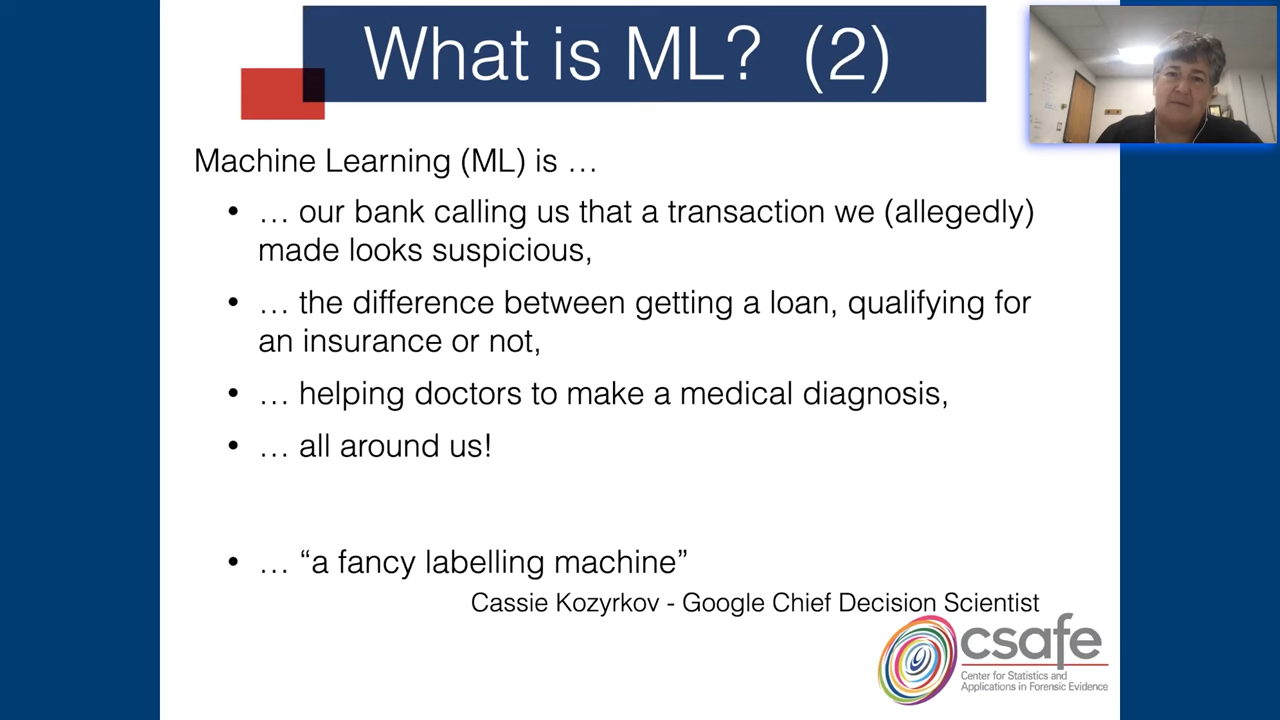 What is ML? (2)
Machine Learning (ML) is …
• … our bank calling us that a transaction we (allegedly)
made looks suspicious,
• … the difference between getting a loan, qualifying for
an insurance or not,
• … helping doctors to make a medical diagnosis,
• … all around us!
• … “a fancy labelling machine”
Cassie Kozyrkov - Google Chief Decision Scientist
csafe
Center for Statistics and
Applications in Forensic Evidence